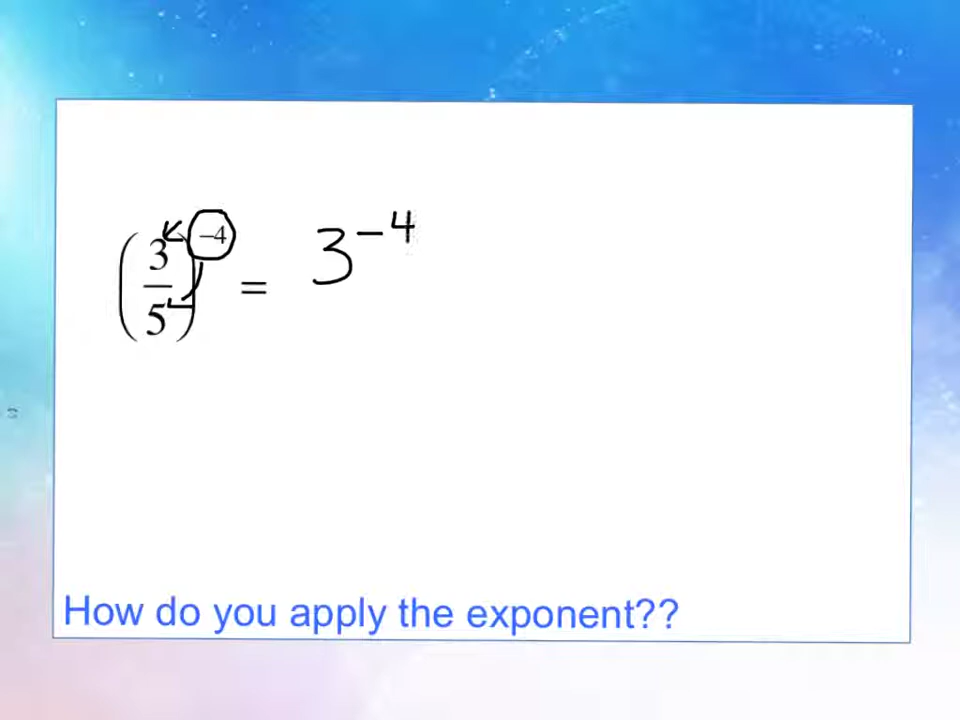 (3/5)^-4 = 3^-4
How do you apply the exponent??